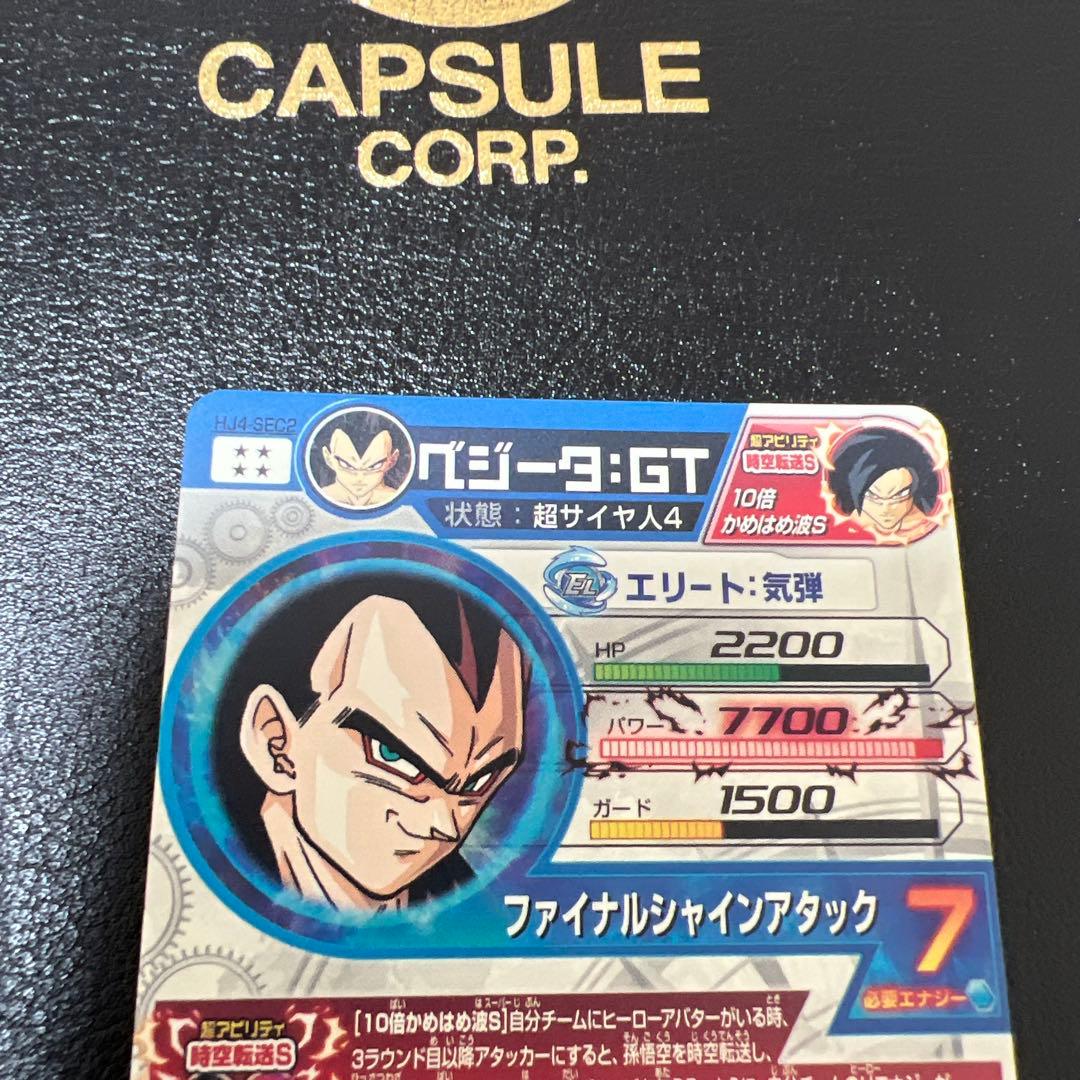 CAPSULE
CORP.
HJ4-SEC2
ベジータ:GT
状態：超サイヤ人4
超アビリティ
時空転送S
10倍
かめはめ波S
EL エリート:気弾
HP 2200
パワー 7700
ガード 1500
ファイナルシャインアタック
7
必要エナジー
超アビリティ
時空転送S
[10倍かめはめ波S]自分チームにヒーローアバターがいる時、
3ラウンド目以降アタッカーにすると、孫悟空を時空転送し、